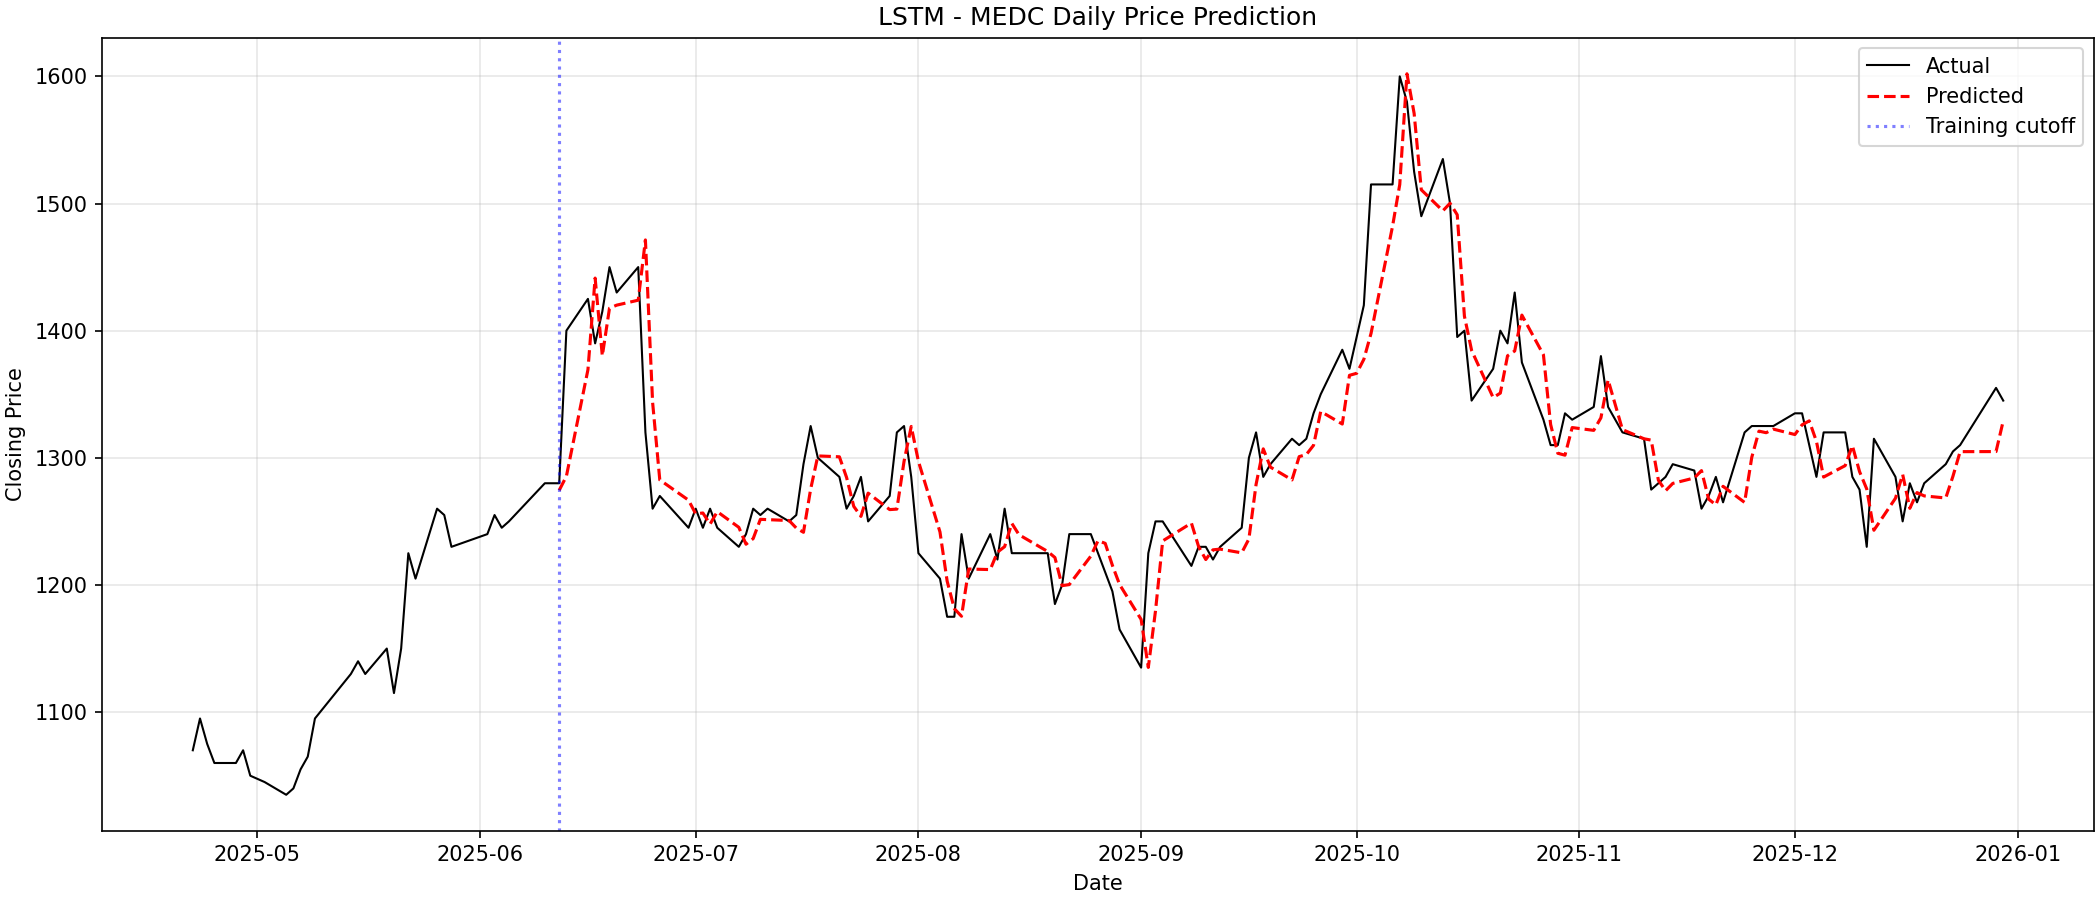 LSTM - MEDC Daily Price Prediction
Actual
Predicted
Training cutoff
Closing Price
1600
1500
1400
1300
1200
1100
2025-05 2025-06 2025-07 2025-08 2025-09 2025-10 2025-11 2025-12 2026-01
Date